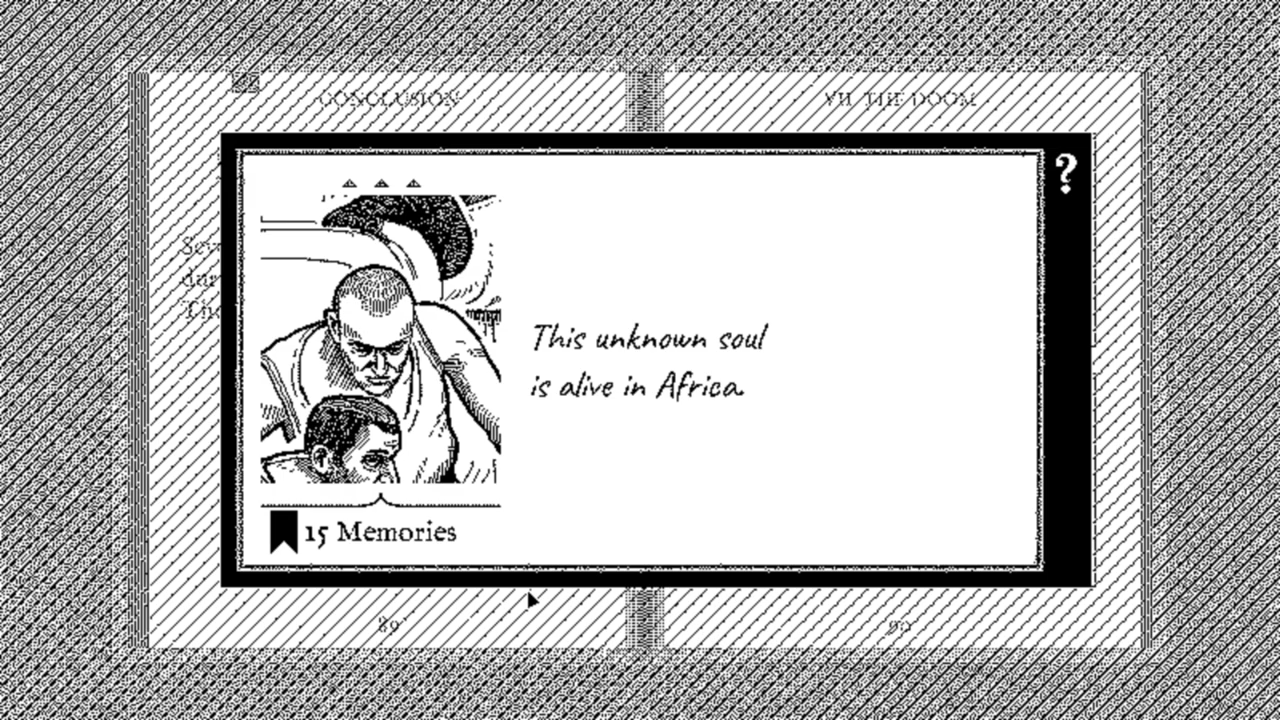 CONCLUSION
VII. THE DOOM
?
This unknown soul
is alive in Africa.
15 Memories
89
90